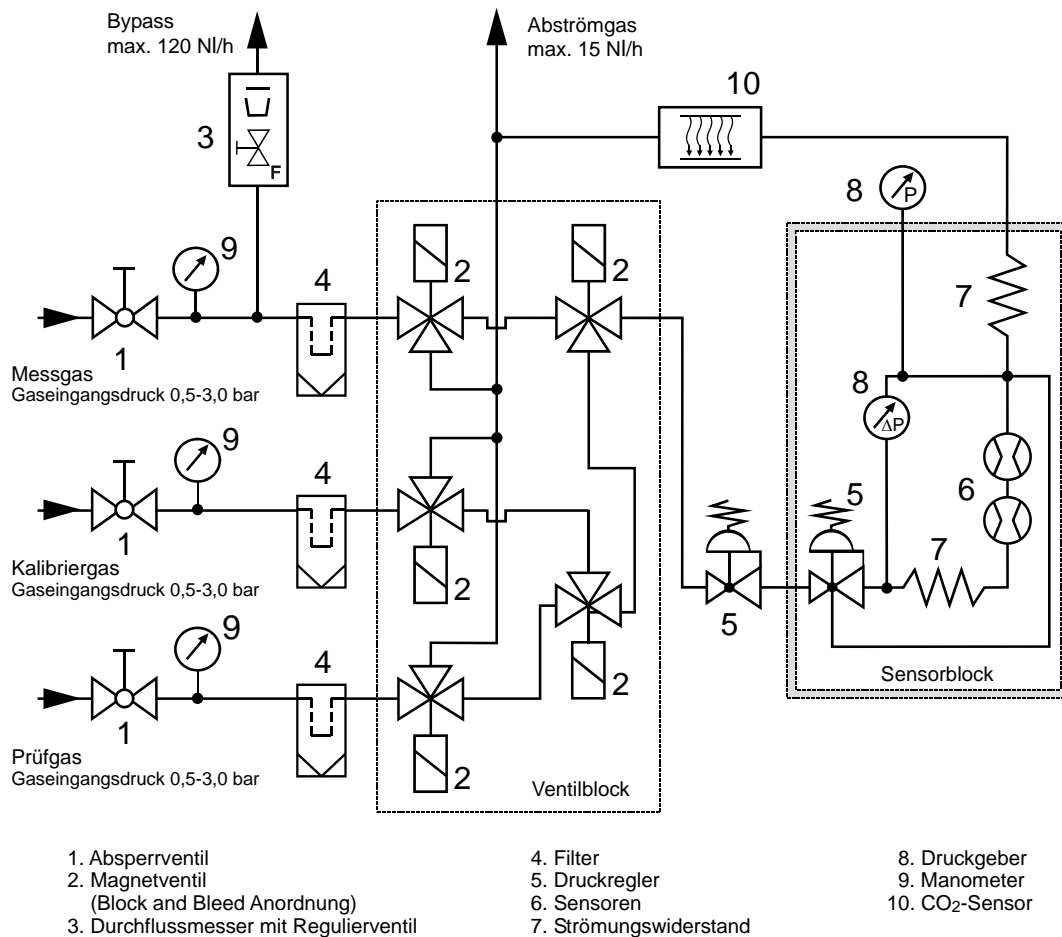 Bypass
max. 120 Nl/h
Abströmgas
max. 15 Nl/h
10
3
8
P
9
4
2
2
7
1
Messgas
Gaseingangsdruck 0,5-3,0 bar
8
ΔP
9
4
5
6
1
7
Kalibriergas
Gaseingangsdruck 0,5-3,0 bar
2
5
9
4
2
Sensorblock
1
Prüfgas
Gaseingangsdruck 0,5-3,0 bar
2
Ventilblock
F
1. Absperrventil
2. Magnetventil
(Block and Bleed Anordnung)
3. Durchflussmesser mit Regulierventil
4. Filter
5. Druckregler
6. Sensoren
7. Strömungswiderstand
8. Druckgeber
9. Manometer
10. CO₂-Sensor